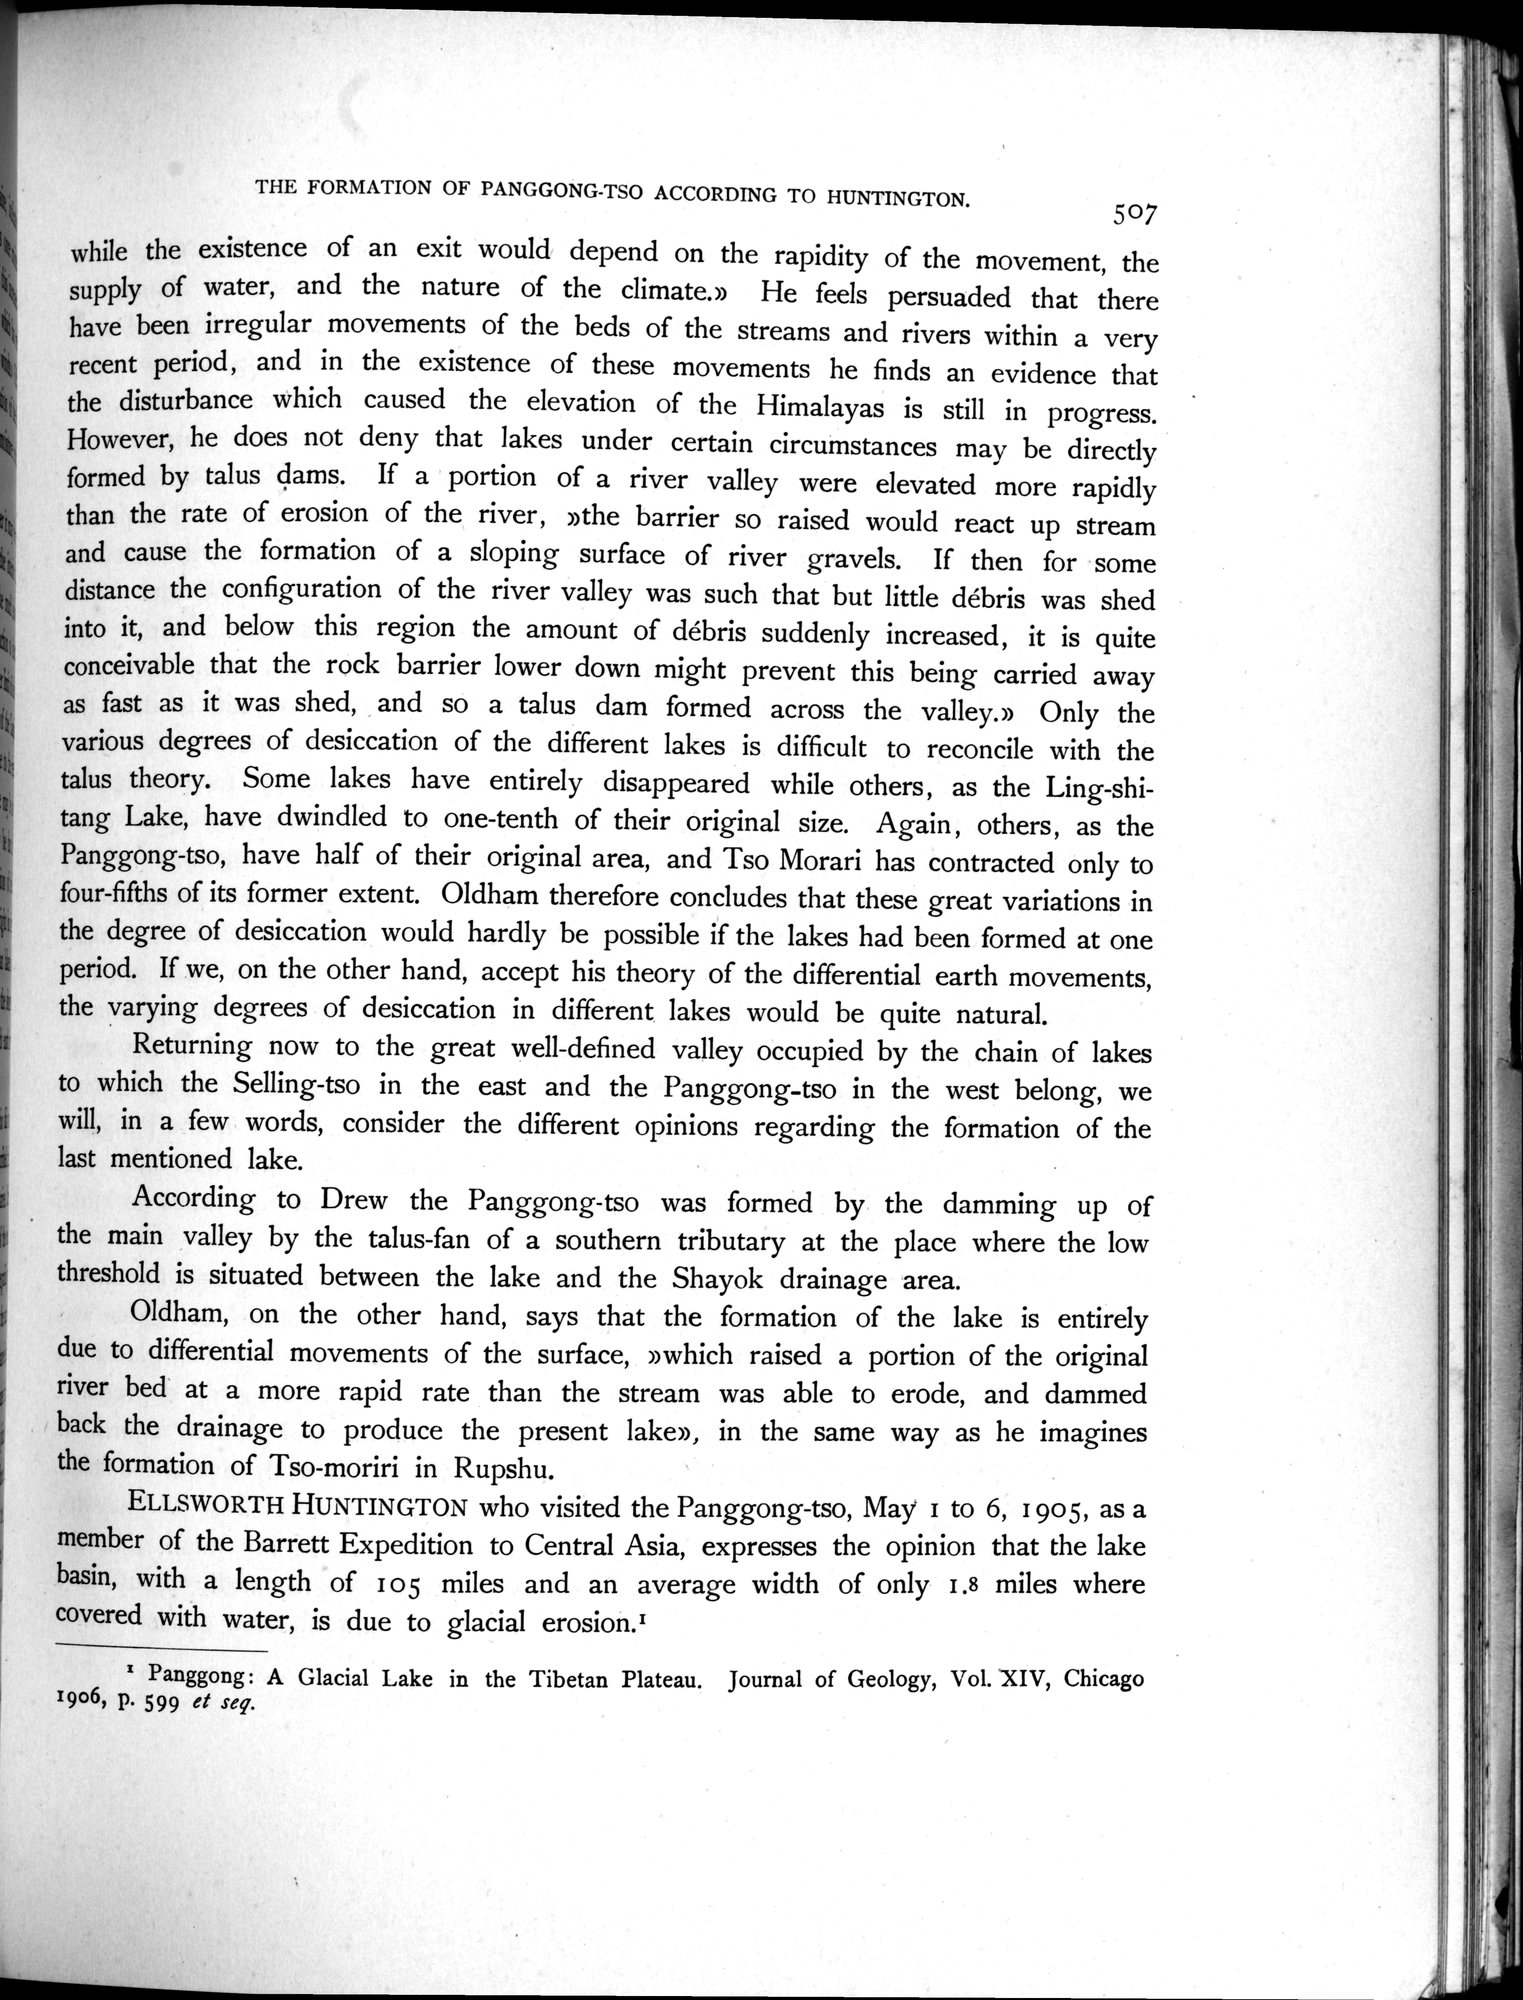 THE FORMATION OF PANGGONG-TSO ACCORDING TO HUNTINGTON.
507
while the existence of an exit would depend on the rapidity of the movement, the
supply of water, and the nature of the climate.» He feels persuaded that there
have been irregular movements of the beds of the streams and rivers within a very
recent period, and in the existence of these movements he finds an evidence that
the disturbance which caused the elevation of the Himalayas is still in progress.
However, he does not deny that lakes under certain circumstances may be directly
formed by talus dams. If a portion of a river valley were elevated more rapidly
than the rate of erosion of the river, »the barrier so raised would react up stream
and cause the formation of a sloping surface of river gravels. If then for some
distance the configuration of the river valley was such that but little débris was shed
into it, and below this region the amount of débris suddenly increased, it is quite
conceivable that the rock barrier lower down might prevent this being carried away
as fast as it was shed, and so a talus dam formed across the valley.» Only the
various degrees of desiccation of the different lakes is difficult to reconcile with the
talus theory. Some lakes have entirely disappeared while others, as the Ling-shi-
tang Lake, have dwindled to one-tenth of their original size. Again, others, as the
Panggong-tso, have half of their original area, and Tso Morari has contracted only to
four-fifths of its former extent. Oldham therefore concludes that these great variations in
the degree of desiccation would hardly be possible if the lakes had been formed at one
period. If we, on the other hand, accept his theory of the differential earth movements,
the varying degrees of desiccation in different lakes would be quite natural.
Returning now to the great well-defined valley occupied by the chain of lakes
to which the Selling-tso in the east and the Panggong-tso in the west belong, we
will, in a few words, consider the different opinions regarding the formation of the
last mentioned lake.
According to Drew the Panggong-tso was formed by the damming up of
the main valley by the talus-fan of a southern tributary at the place where the low
threshold is situated between the lake and the Shayok drainage area.
Oldham, on the other hand, says that the formation of the lake is entirely
due to differential movements of the surface, »which raised a portion of the original
river bed at a more rapid rate than the stream was able to erode, and dammed
back the drainage to produce the present lake», in the same way as he imagines
the formation of Tso-moriri in Rupshu.
ELLSWORTH HUNTINGTON who visited the Panggong-tso, May 1 to 6, 1905, as a
member of the Barrett Expedition to Central Asia, expresses the opinion that the lake
basin, with a length of 105 miles and an average width of only 1.8 miles where
covered with water, is due to glacial erosion.¹
¹ Panggong: A Glacial Lake in the Tibetan Plateau. Journal of Geology, Vol. XIV, Chicago
1906, p. 599 et seq.